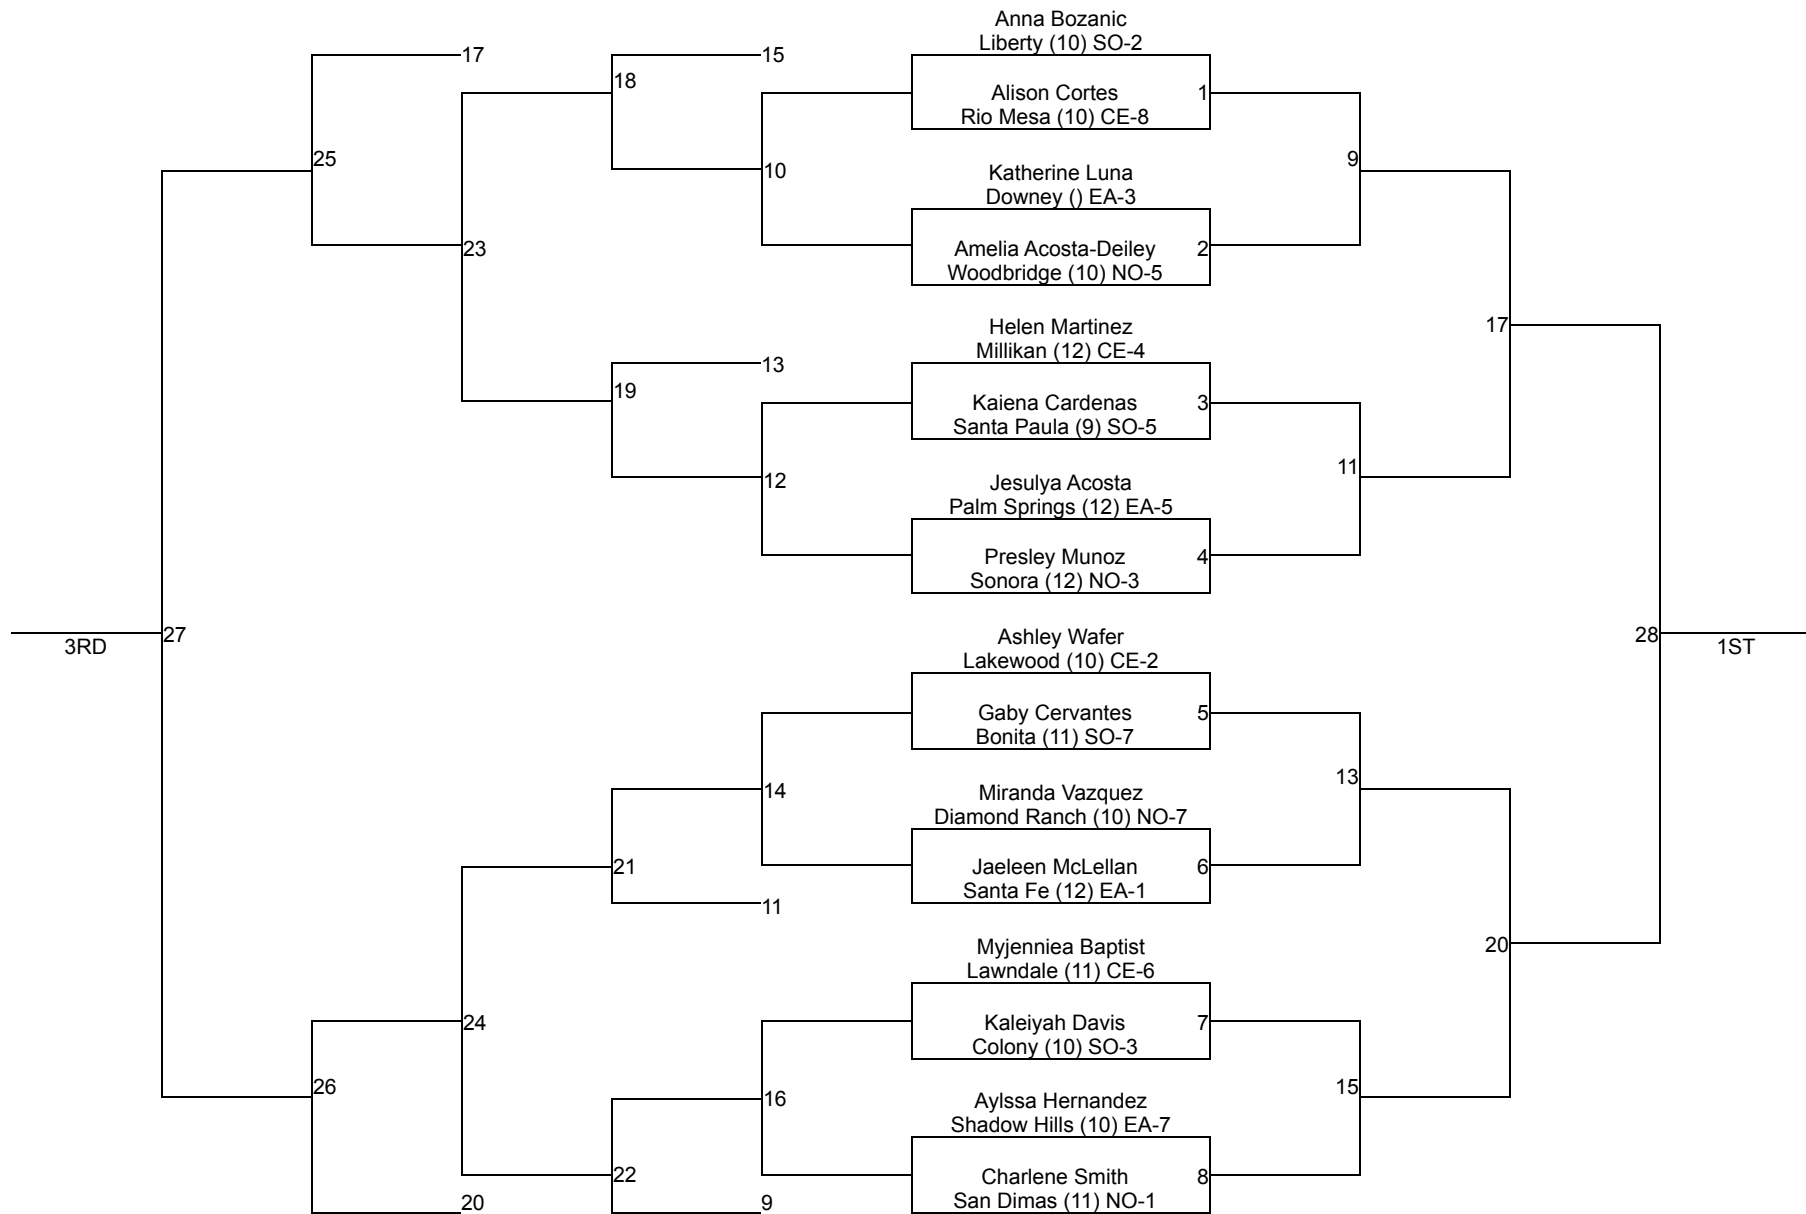 Anna Bozanic
Liberty (10) SO-2
17
15
18
Alison Cortes
1
Rio Mesa (10) CE-8
25
9
10
Katherine Luna
Downey () EA-3
23
Amelia Acosta-Deiley
2
Woodbridge (10) NO-5
Helen Martinez
17
Millikan (12) CE-4
13
19
Kaiena Cardenas
3
Santa Paula (9) SO-5
11
12
Jesulya Acosta
Palm Springs (12) EA-5
Presley Munoz
4
Sonora (12) NO-3
27
Ashley Wafer
28
3RD
1ST
Lakewood (10) CE-2
Gaby Cervantes
5
Bonita (11) SO-7
13
14
Miranda Vazquez
Diamond Ranch (10) NO-7
21
Jaeleen McLellan
6
Santa Fe (12) EA-1
11
Myjenniea Baptist
20
Lawndale (11) CE-6
24
Kaleiyah Davis
7
Colony (10) SO-3
26
15
16
Aylssa Hernandez
Shadow Hills (10) EA-7
22
Charlene Smith
8
20
9
San Dimas (11) NO-1